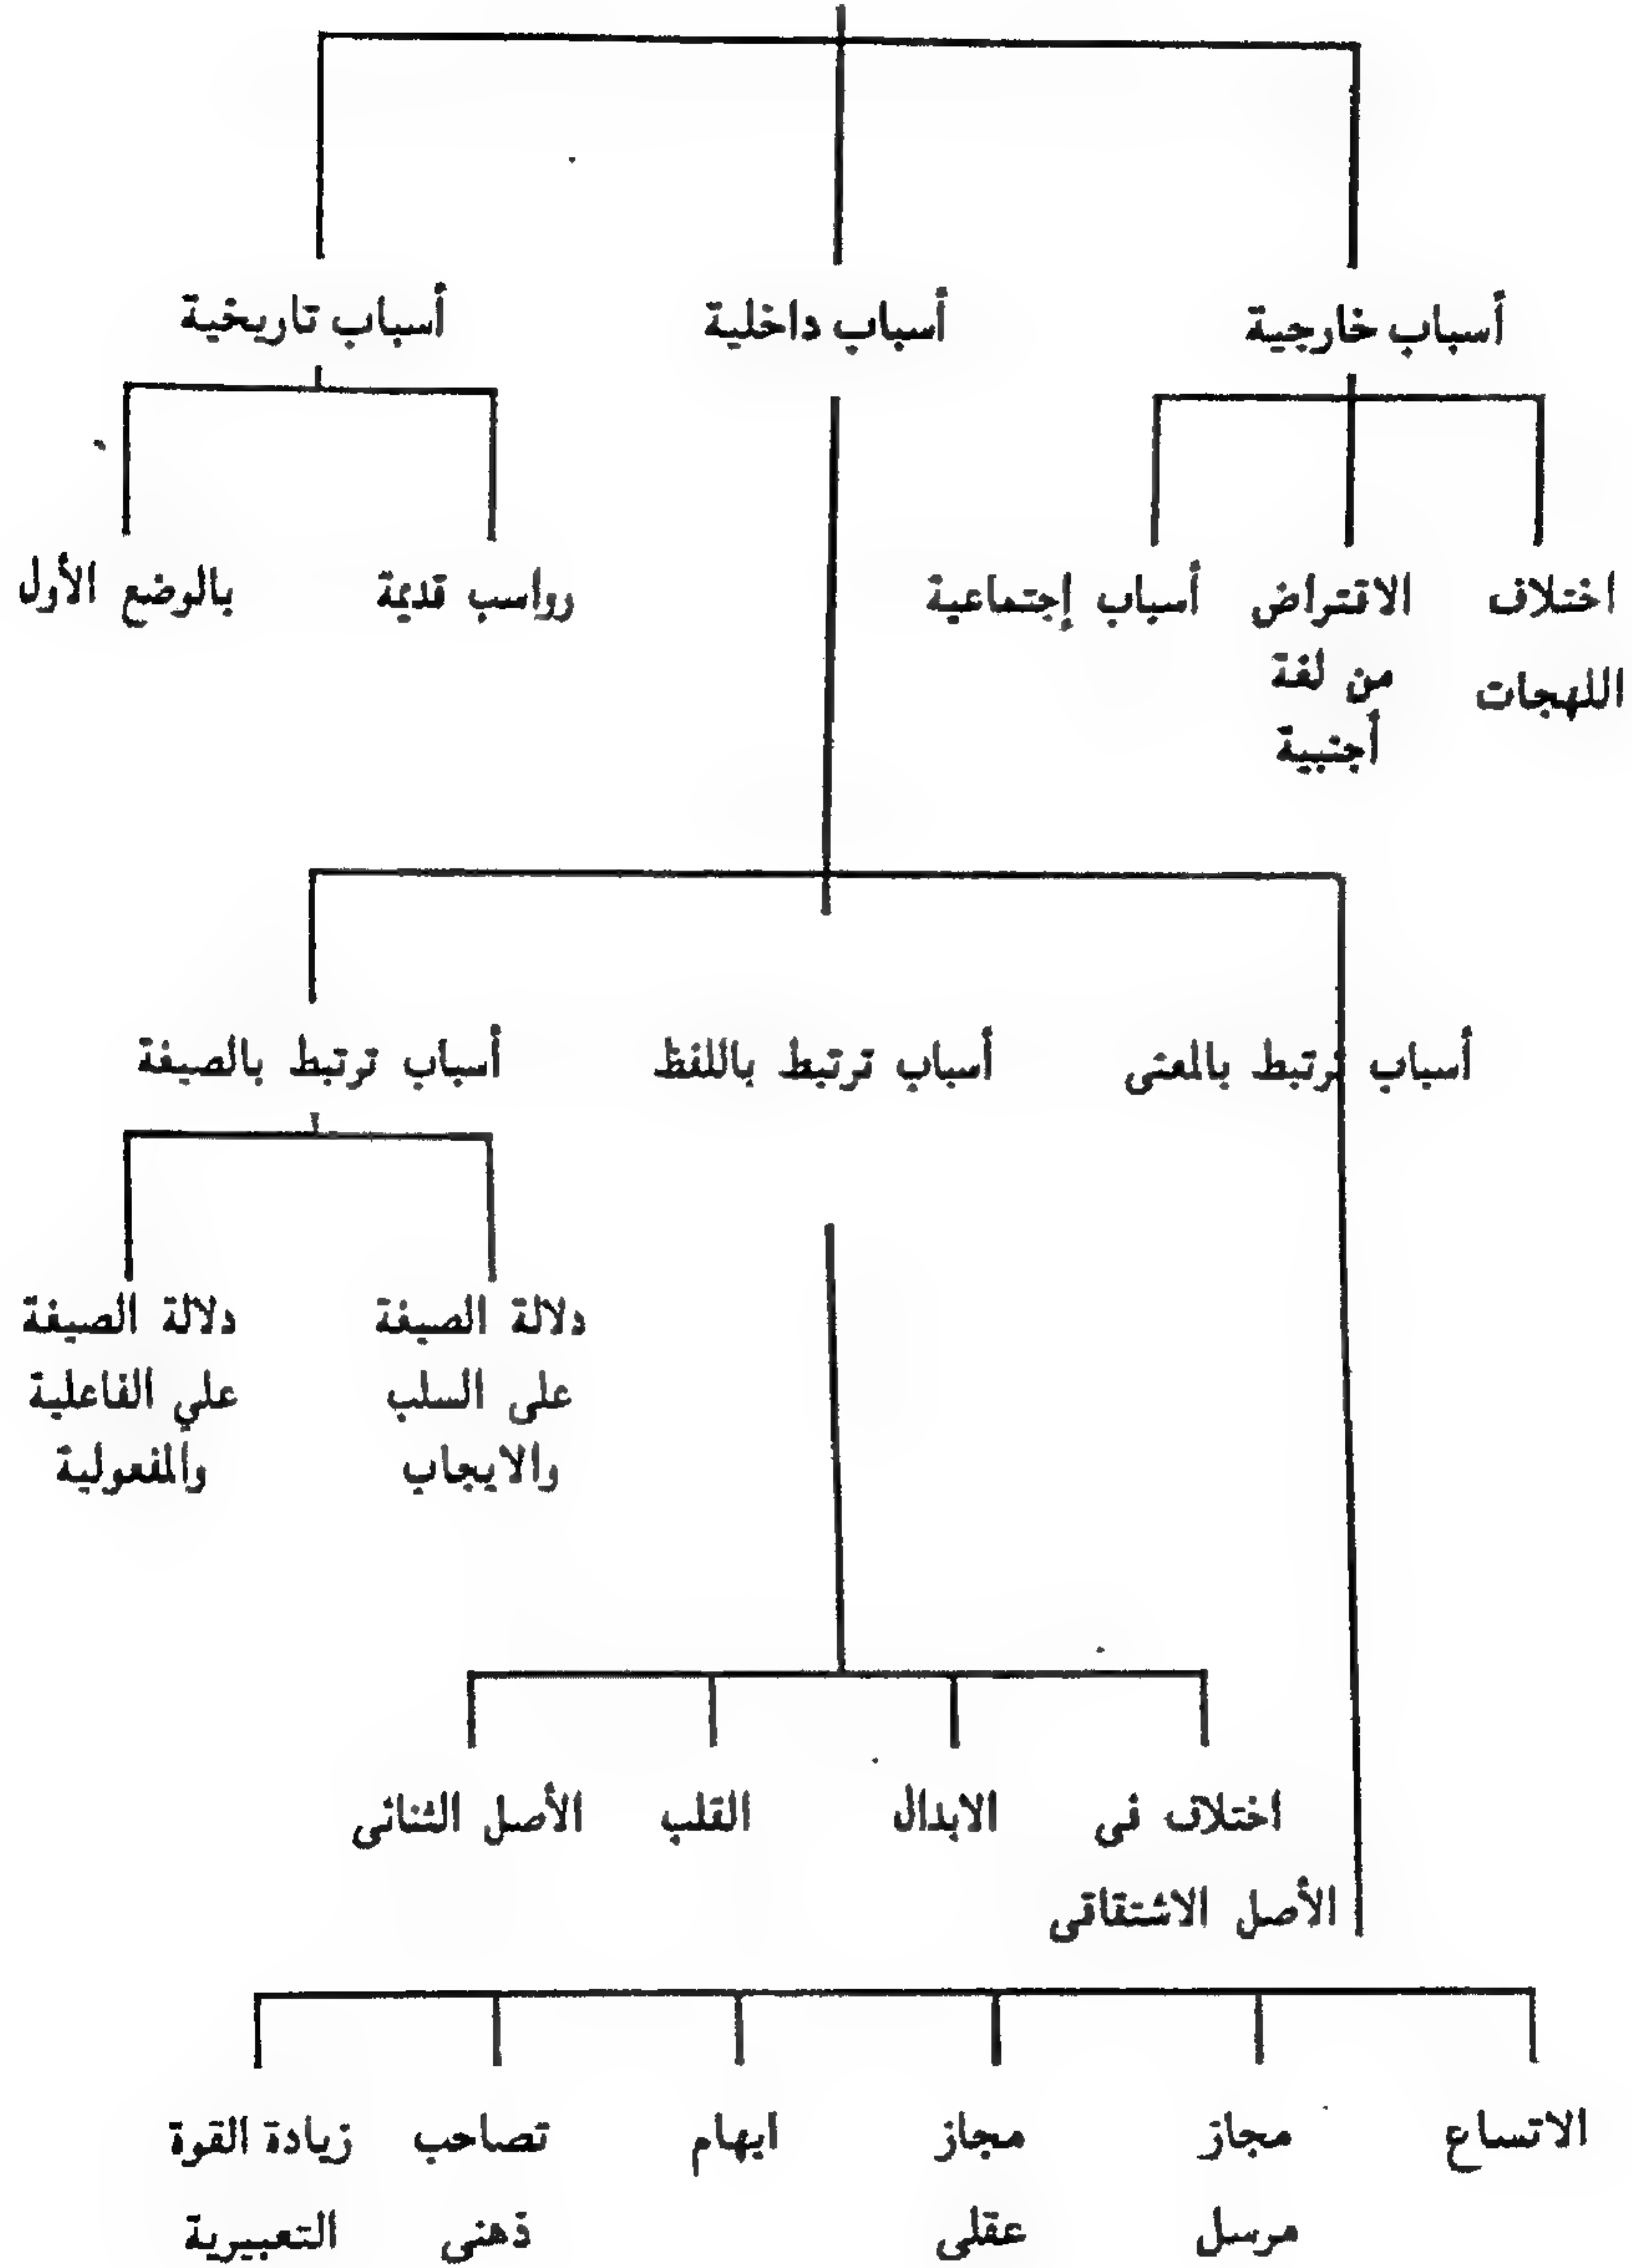 أسباب خارجية
أسباب داخلية
أسباب تاريخية
اختلاف
اللهجات
الاقتراض
من لغة
أجنبية
أسباب إجتماعية
رواسب قديمة
بالوضع الأول
أسباب ترتبط بالمعنى
أسباب ترتبط باللفظ
أسباب ترتبط بالصيغة
دلالة الصيغة
على السلب
والايجاب
دلالة الصيغة
علي الفاعلية
والمفعولية
اختلاف فى
الأصل الاشتقاقى
الابدال
القلب
الأصل الثنائى
الاتساع
مجاز
مرسل
مجاز
عقلى
ايهام
تصاحب
ذهنى
زيادة القوة
التعبيرية